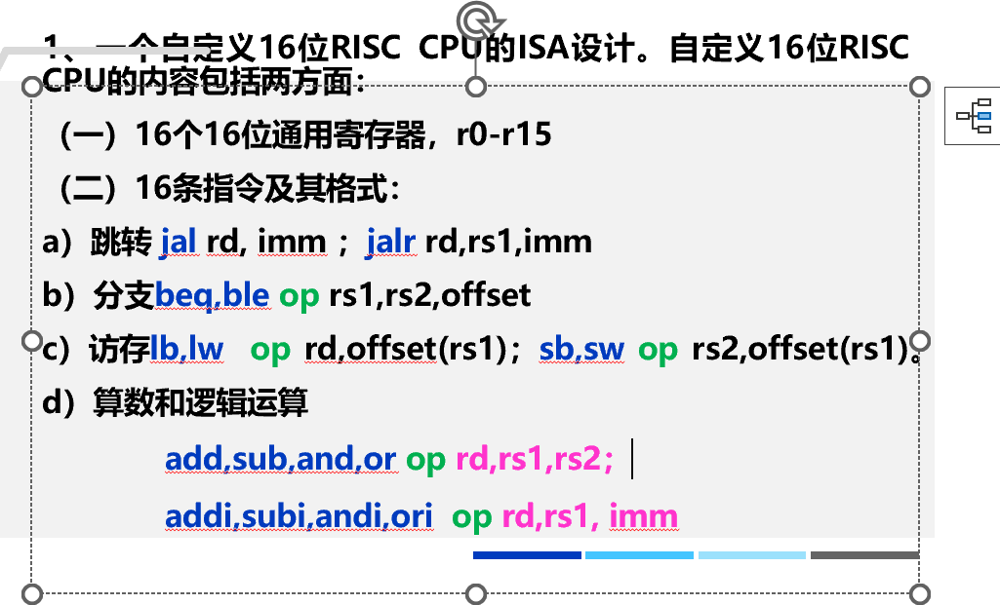 1、一个自定义16位RISC CPU的ISA设计。自定义16位RISC
CPU的内容包括两方面：
（一）16个16位通用寄存器，r0-r15
（二）16条指令及其格式：
a）跳转 jal rd, imm ；jalr rd,rs1,imm
b）分支beq,ble op rs1,rs2,offset
c）访存lb,lw op rd,offset(rs1)；sb,sw op rs2,offset(rs1)。
d）算数和逻辑运算
add,sub,and,or op rd,rs1,rs2；
addi,subi,andi,ori op rd,rs1, imm